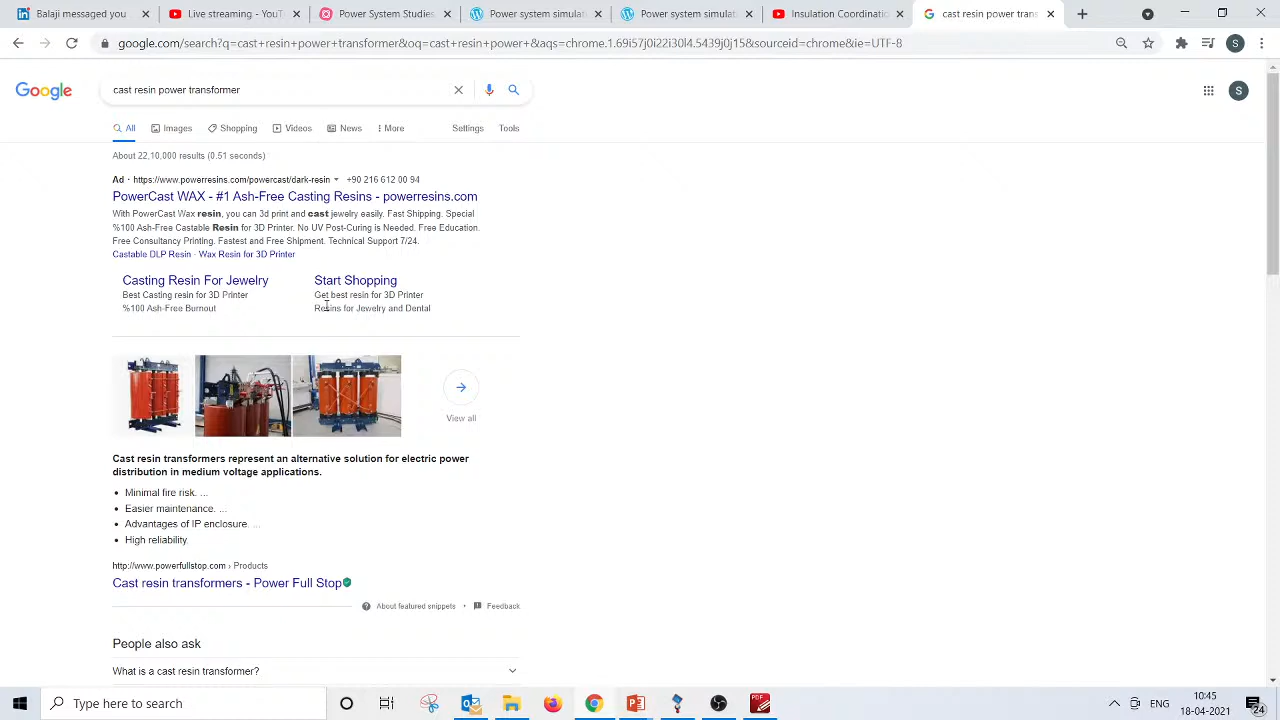 Balaji managed you
Live streaming - YouT
Power System Studies
Power system simulati
Power system simulati
Insulation Coordinatio
cast resin power trans
google.com/search?q=cast+resin+power+transformer&oq=cast+resin+power+&aqs=chrome.1.69i57j0i22i30l4.5439j0j15&sourceid=chrome&ie=UTF-8
S
Google
cast resin power transformer
S
All
Images
Shopping
Videos
News
More
Settings
Tools
About 22,10,000 results (0.51 seconds)
Ad · https://www.powerresins.com/powercast/dark-resin +90 216 612 00 94
PowerCast WAX - #1 Ash-Free Casting Resins - powerresins.com
With PowerCast Wax resin, you can 3d print and cast jewelry easily. Fast Shipping. Special
%100 Ash-Free Castable Resin for 3D Printer. No UV Post-Curing is Needed. Free Education.
Free Consultancy Printing. Fastest and Free Shipment. Technical Support 7/24.
Castable DLP Resin - Wax Resin for 3D Printer
Casting Resin For Jewelry
Best Casting resin for 3D Printer
%100 Ash-Free Burnout
Start Shopping
Get best resin for 3D Printer
Resins for Jewelry and Dental
View all
Cast resin transformers represent an alternative solution for electric power
distribution in medium voltage applications.
• Minimal fire risk. ...
• Easier maintenance. ...
• Advantages of IP enclosure. ...
• High reliability.
http://www.powerfullstop.com › Products
Cast resin transformers - Power Full Stop
About featured snippets • Feedback
People also ask
What is a cast resin transformer?
Type here to search
ENG
10:45
18-04-2021
24